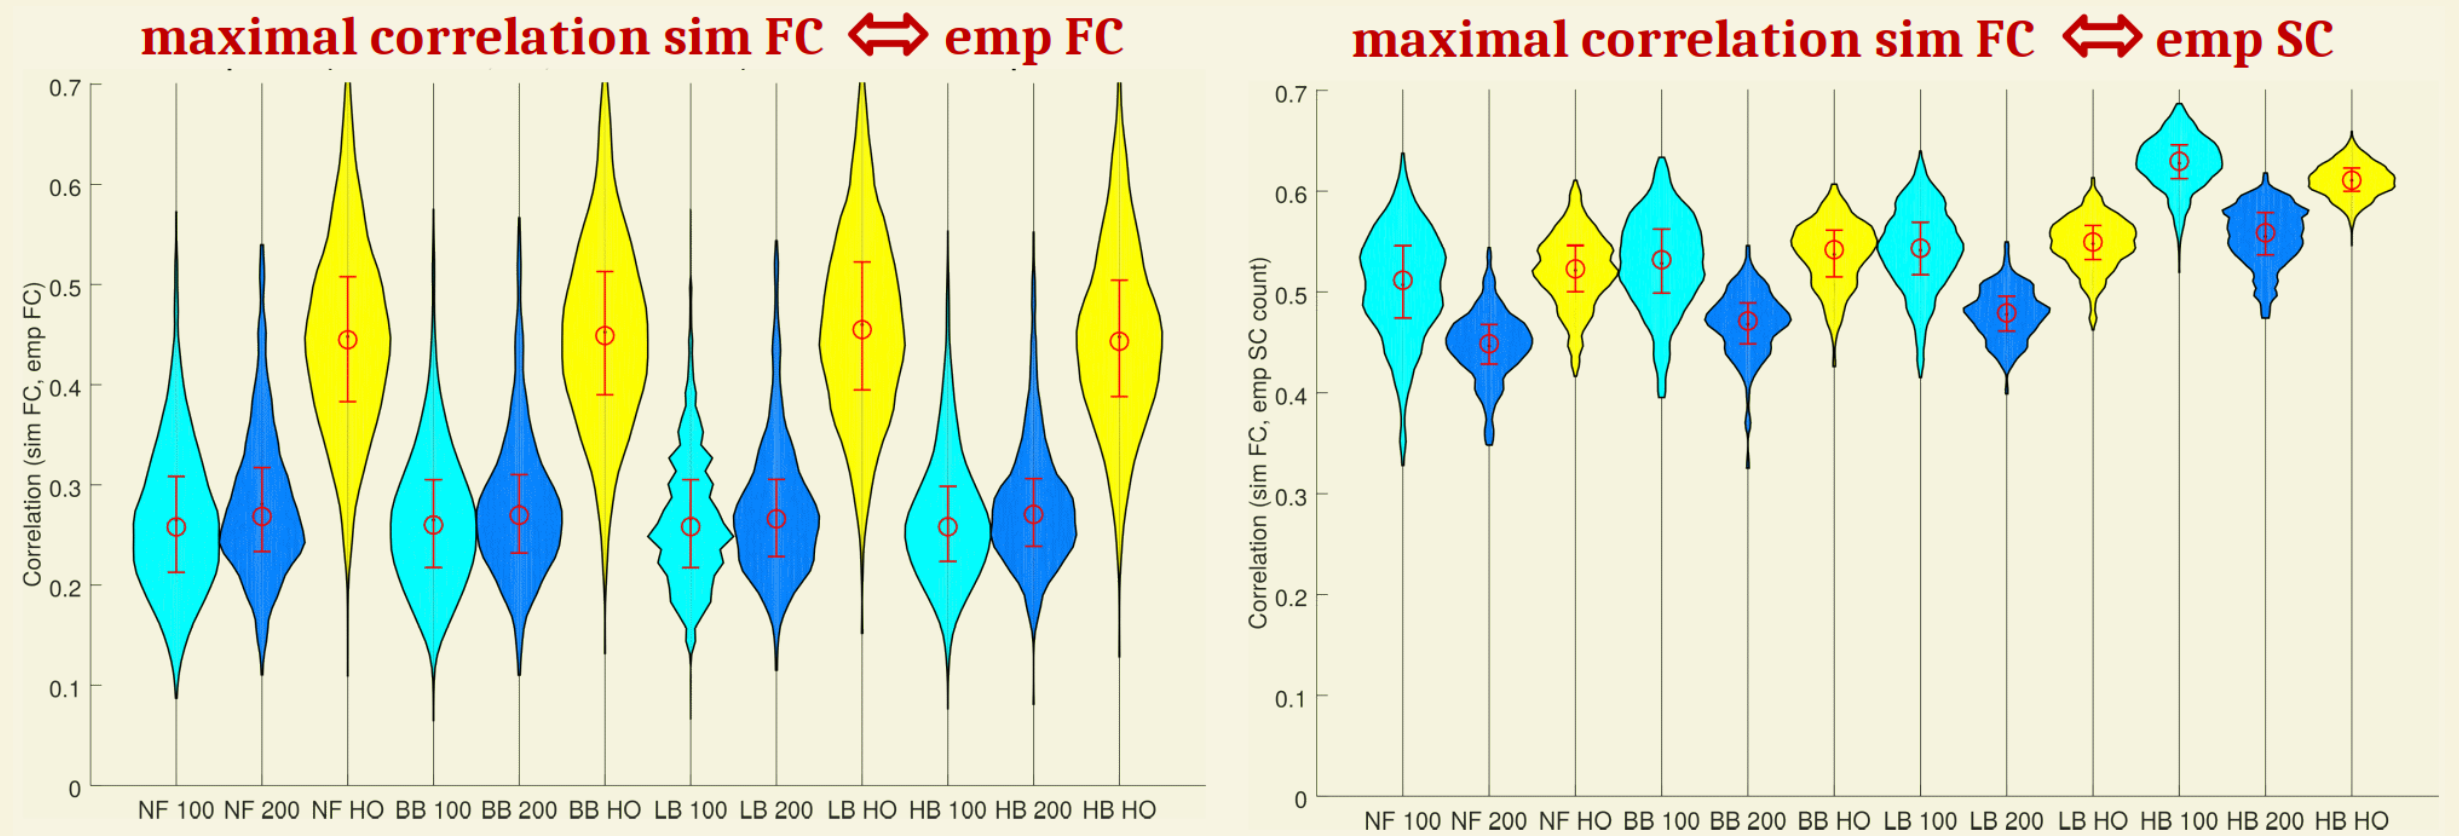 maximal correlation sim FC ⇔ emp FC
Correlation (sim FC, emp FC)
0.7
0.6
0.5
0.4
0.3
0.2
0.1
0
NF 100 NF 200 NF HO BB 100 BB 200 BB HO LB 100 LB 200 LB HO HB 100 HB 200 HB HO
maximal correlation sim FC ⇔ emp SC
Correlation (sim FC, emp SC count)
0.7
0.6
0.5
0.4
0.3
0.2
0.1
0
NF 100 NF 200 NF HO BB 100 BB 200 BB HO LB 100 LB 200 LB HO HB 100 HB 200 HB HO